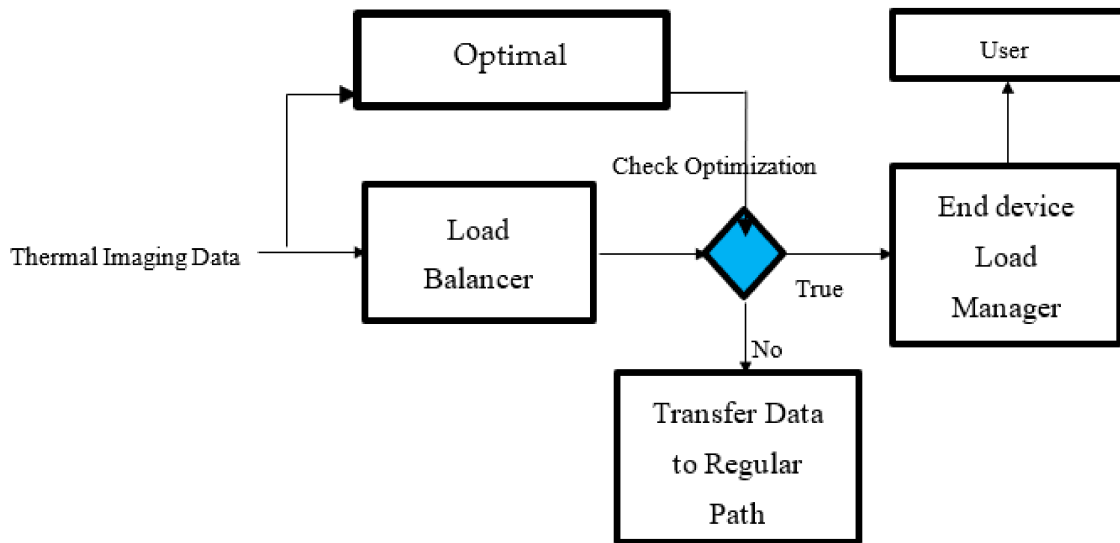 Optimal
User
Check Optimization
Load
Balancer
End device
Load
Manager
Thermal Imaging Data
True
No
Transfer Data
to Regular
Path